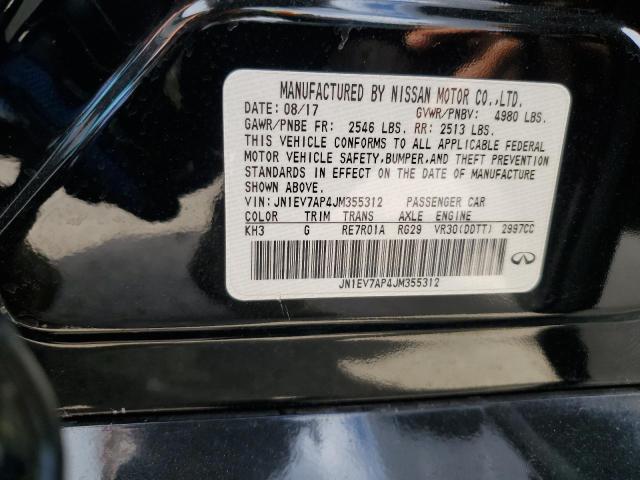 MANUFACTURED BY NISSAN MOTOR CO.,LTD.
DATE: 08/17 GVWR/PNBV: 4980 LBS.
GAWR/PNBE FR: 2546 LBS. RR: 2513 LBS.
THIS VEHICLE CONFORMS TO ALL APPLICABLE FEDERAL
MOTOR VEHICLE SAFETY,BUMPER,AND THEFT PREVENTION
STANDARDS IN EFFECT ON THE DATE OF MANUFACTURE
SHOWN ABOVE.
VIN:JN1EV7AP4JM355312 PASSENGER CAR
COLOR TRIM TRANS AXLE ENGINE
KH3 G RE7R01A RG29 VR30(DDTT) 2997CC
JN1EV7AP4JM355312